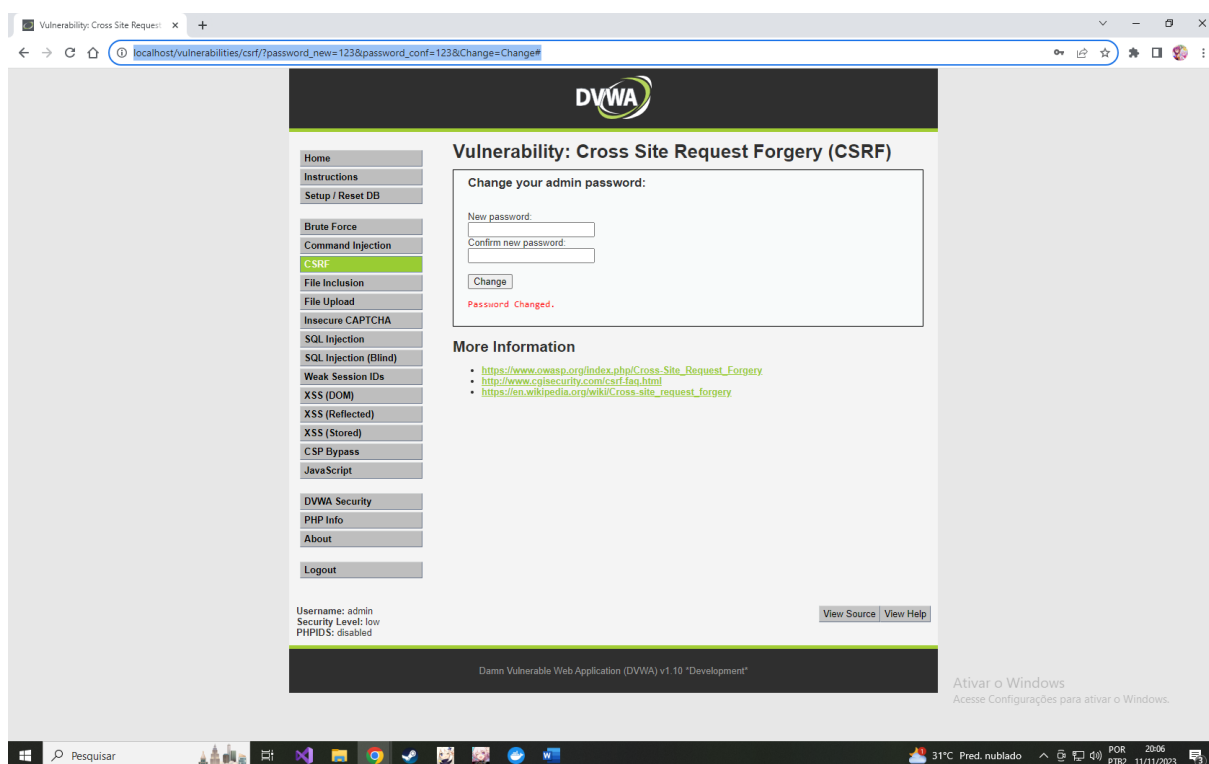 Vulnerability: Cross Site Request
localhost/vulnerabilities/csrf/?password_new=123&password_conf=123&Change=Change#
DVWA
Home
Instructions
Setup / Reset DB
Brute Force
Command Injection
CSRF
File Inclusion
File Upload
Insecure CAPTCHA
SQL Injection
SQL Injection (Blind)
Weak Session IDs
XSS (DOM)
XSS (Reflected)
XSS (Stored)
CSP Bypass
JavaScript
DVWA Security
PHP Info
About
Logout
Vulnerability: Cross Site Request Forgery (CSRF)
Change your admin password:
New password:
Confirm new password:
Change
Password Changed.
More Information
https://www.owasp.org/index.php/Cross-Site_Request_Forgery
http://www.cgisecurity.com/csrf-faq.html
https://en.wikipedia.org/wiki/Cross-site_request_forgery
Username: admin
Security Level: low
PHPIDS: disabled
View Source View Help
Damn Vulnerable Web Application (DVWA) v1.10 *Development*
Ativar o Windows
Acesse Configurações para ativar o Windows.
Pesquisar
31°C Pred. nublado
POR
PTB2
20:06
11/11/2023
3